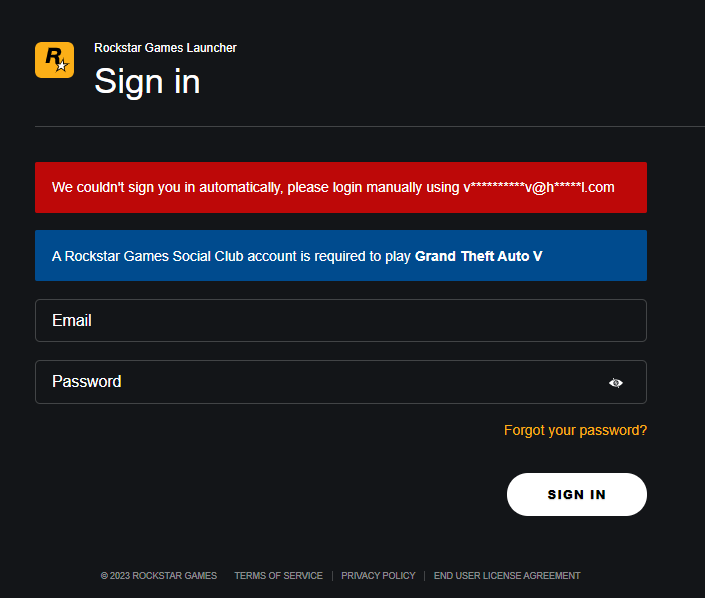 R
Rockstar Games Launcher
Sign in
We couldn't sign you in automatically, please login manually using v**********v@h*****l.com
A Rockstar Games Social Club account is required to play Grand Theft Auto V
Email
Password
Forgot your password?
SIGN IN
© 2023 ROCKSTAR GAMES TERMS OF SERVICE | PRIVACY POLICY | END USER LICENSE AGREEMENT